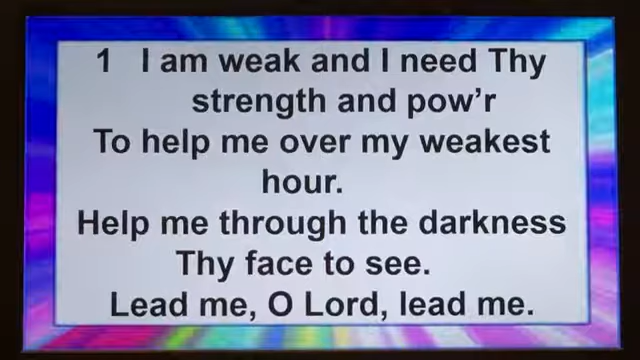 1 I am weak and I need Thy
strength and pow'r
To help me over my weakest
hour.
Help me through the darkness
Thy face to see.
Lead me, O Lord, lead me.